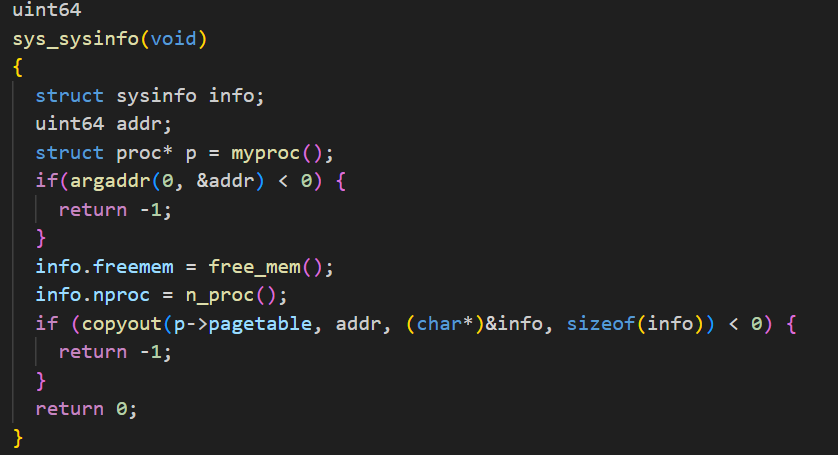 uint64
sys_sysinfo(void)
{
  struct sysinfo info;
  uint64 addr;
  struct proc* p = myproc();
  if(argaddr(0, &addr) < 0) {
    return -1;
  }
  info.freemem = free_mem();
  info.nproc = n_proc();
  if (copyout(p->pagetable, addr, (char*)&info, sizeof(info)) < 0) {
    return -1;
  }
  return 0;
}